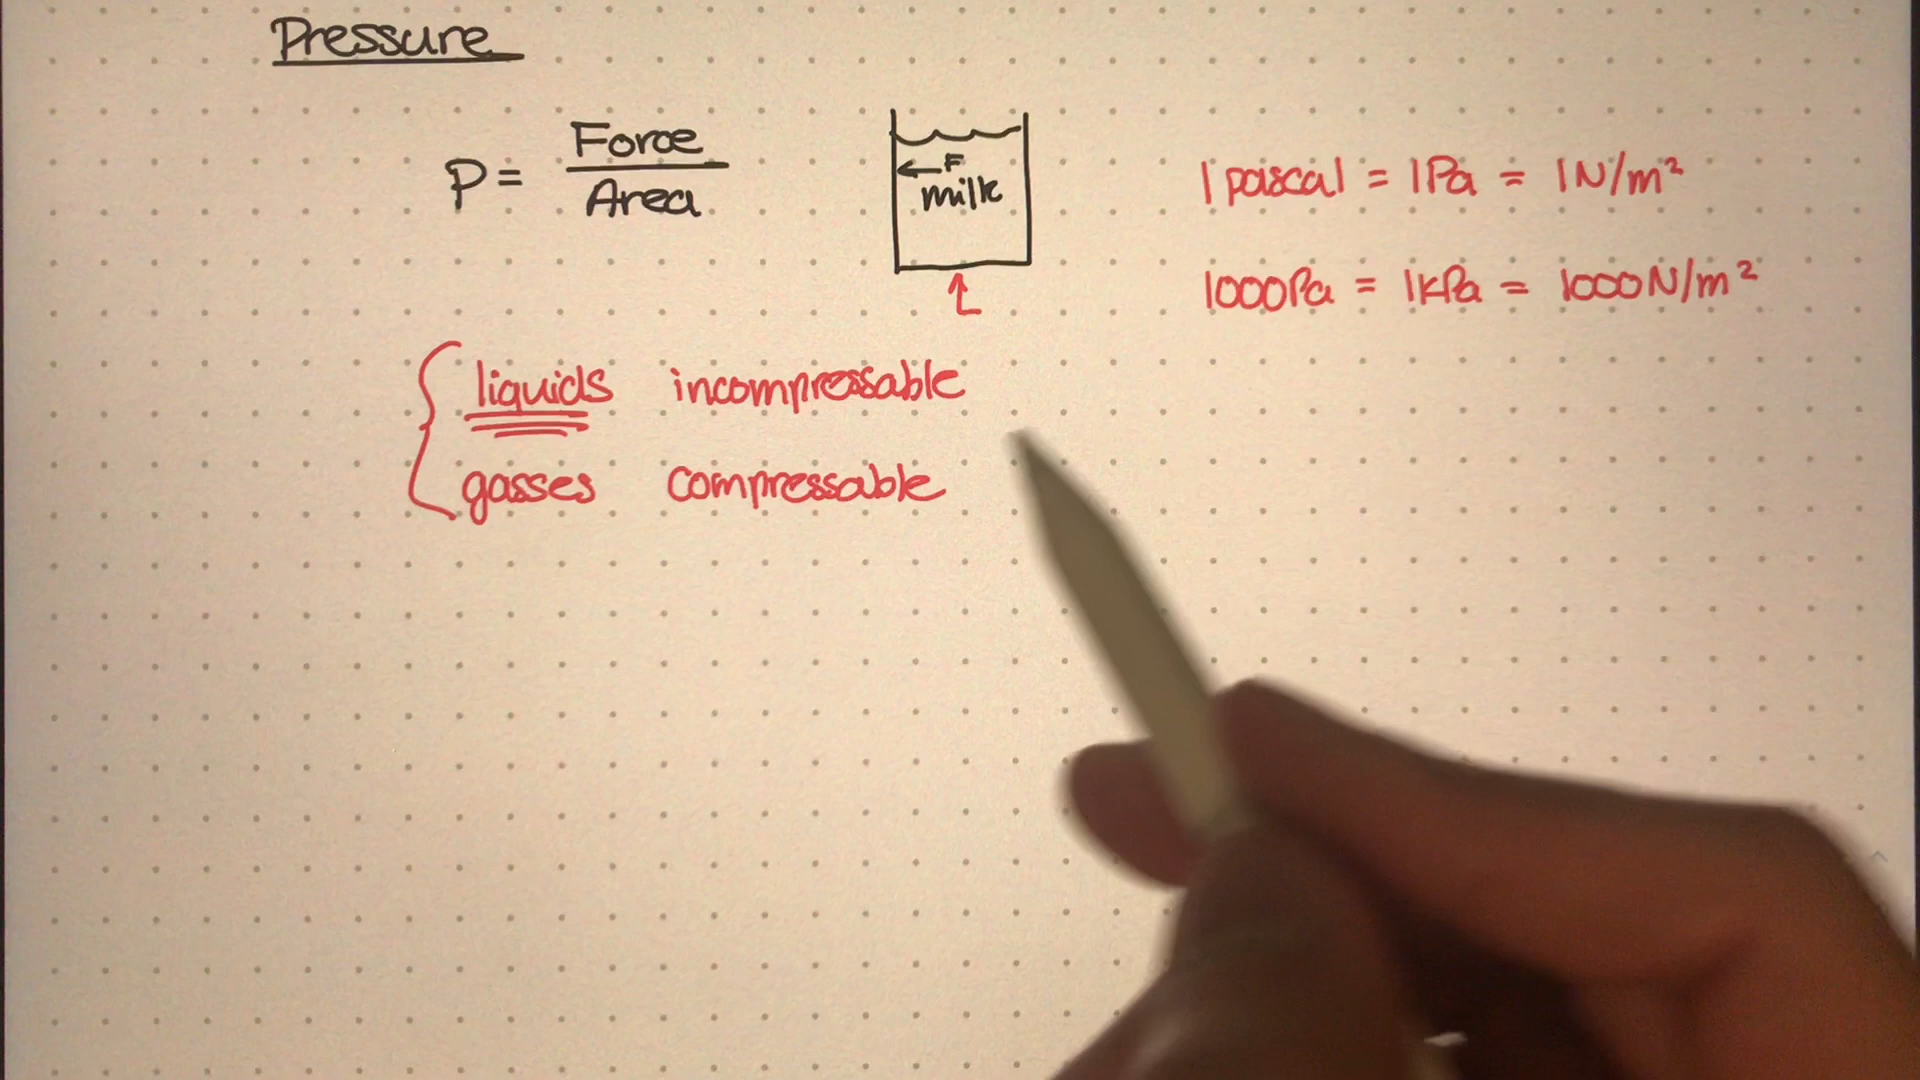 Pressure
P = Force / Area
F
milk
1 pascal = 1Pa = 1N/m²
1000Pa = 1kPa = 1000N/m²
liquids incompressable
gasses compressable